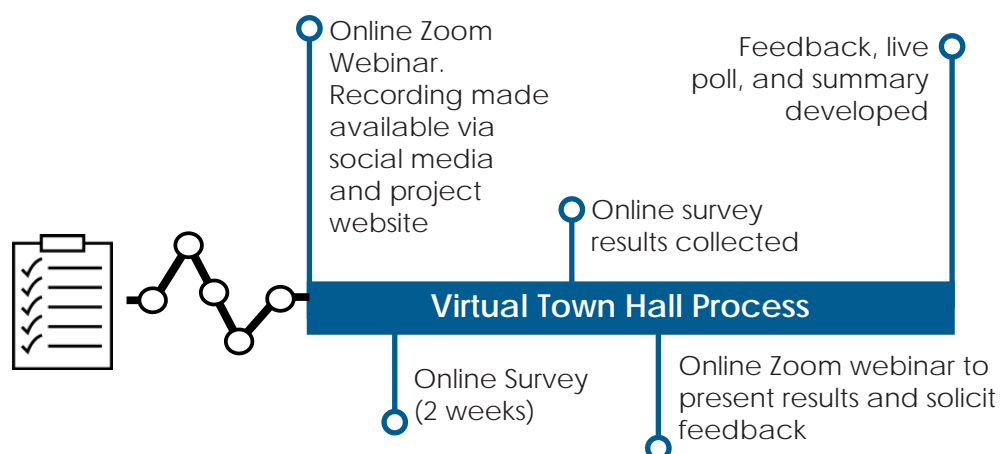 Online Zoom
Webinar.
Recording made
available via
social media
and project
website
Feedback, live
poll, and summary
developed
Online survey
results collected
Virtual Town Hall Process
Online Survey
(2 weeks)
Online Zoom webinar to
present results and solicit
feedback